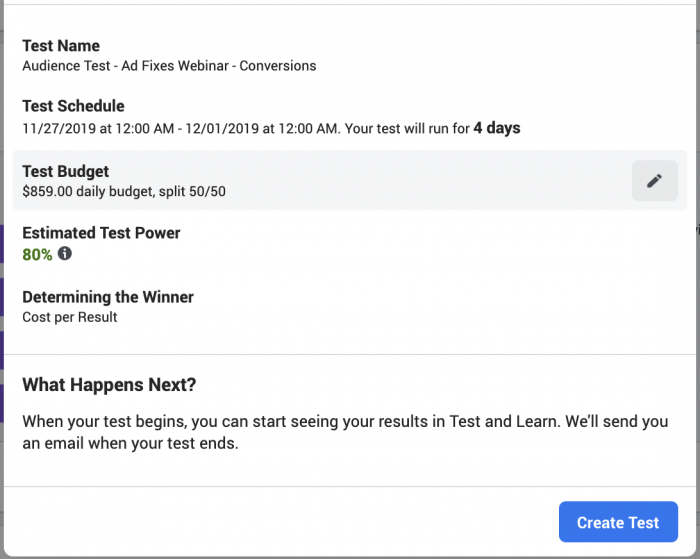 Test Name
Audience Test - Ad Fixes Webinar - Conversions
Test Schedule
11/27/2019 at 12:00 AM - 12/01/2019 at 12:00 AM. Your test will run for 4 days
Test Budget
$859.00 daily budget, split 50/50
Estimated Test Power
80%
Determining the Winner
Cost per Result
What Happens Next?
When your test begins, you can start seeing your results in Test and Learn. We'll send you
an email when your test ends.
Create Test